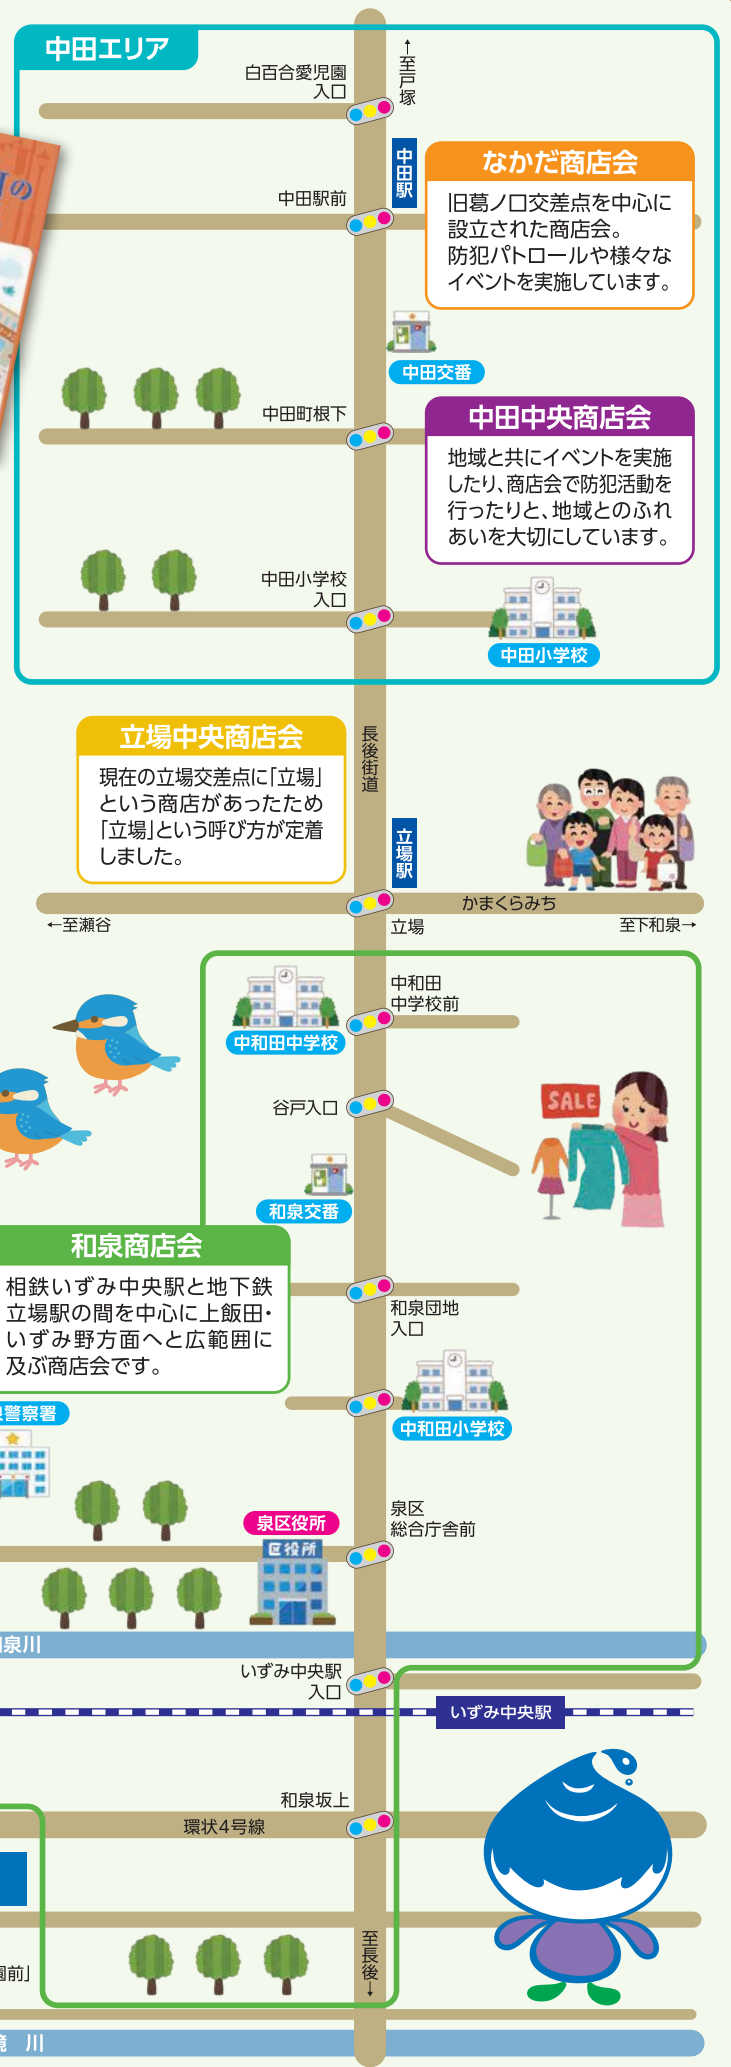 中田エリア
白百合愛児園
入口
←至戸塚
中田駅
の
中田駅前
なかだ商店会
旧葛ノ口交差点を中心に
設立された商店会。
防犯パトロールや様々な
イベントを実施しています。
中田交番
中田町根下
中田中央商店会
地域と共にイベントを実施
したり、商店会で防犯活動を
行ったりと、地域とのふれ
あいを大切にしています。
中田小学校
入口
中田小学校
立場中央商店会
現在の立場交差点に「立場」
という商店があったため
「立場」という呼び方が定着
しました。
長後街道
立場駅
かまくらみち
←至瀬谷
立場
至下和泉→
中和田
中学校前
中和田中学校
谷戸入口
SALE
和泉交番
和泉商店会
相鉄いずみ中央駅と地下鉄
立場駅の間を中心に上飯田・
いずみ野方面へと広範囲に
及ぶ商店会です。
和泉団地
入口
警察署
中和田小学校
泉区
総合庁舎前
泉区役所
区役所
泉川
いずみ中央駅
入口
いずみ中央駅
和泉坂上
環状4号線
至長後→
園前」
川